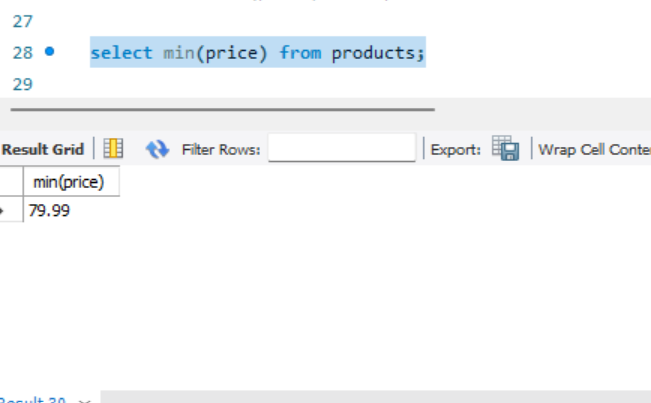 27
28 select min(price) from products;
29
Result Grid Filter Rows: Export: Wrap Cell
min(price)
79.99